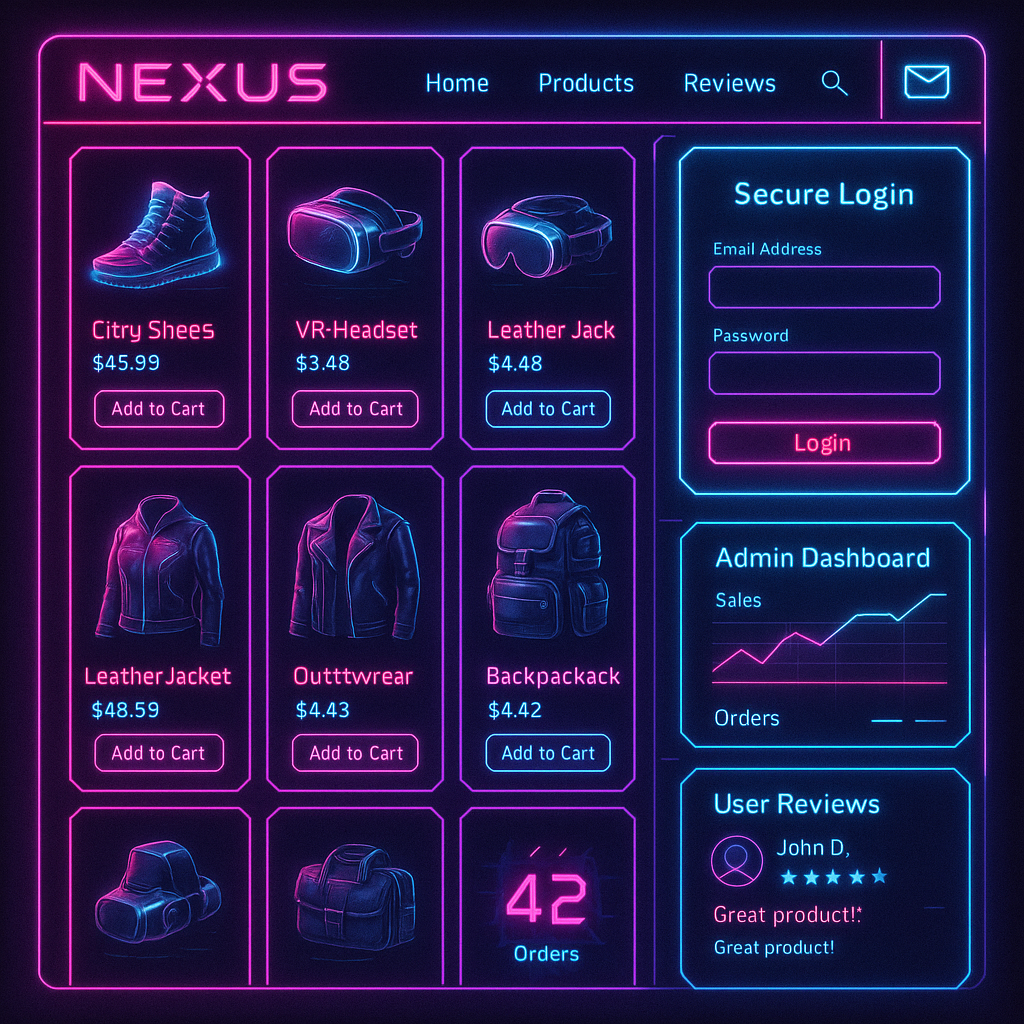 NEXUS
Home
Products
Reviews
Citry Shees
$45.99
Add to Cart
VR-Headset
$3.48
Add to Cart
Leather Jack
$4.48
Add to Cart
Leather Jacket
$48.59
Add to Cart
Outttwrear
$4.43
Add to Cart
Backpackack
$4.42
Add to Cart
42
Orders
Secure Login
Email Address
Password
Login
Admin Dashboard
Sales
Orders
User Reviews
John D,
Great product!:
Great product!